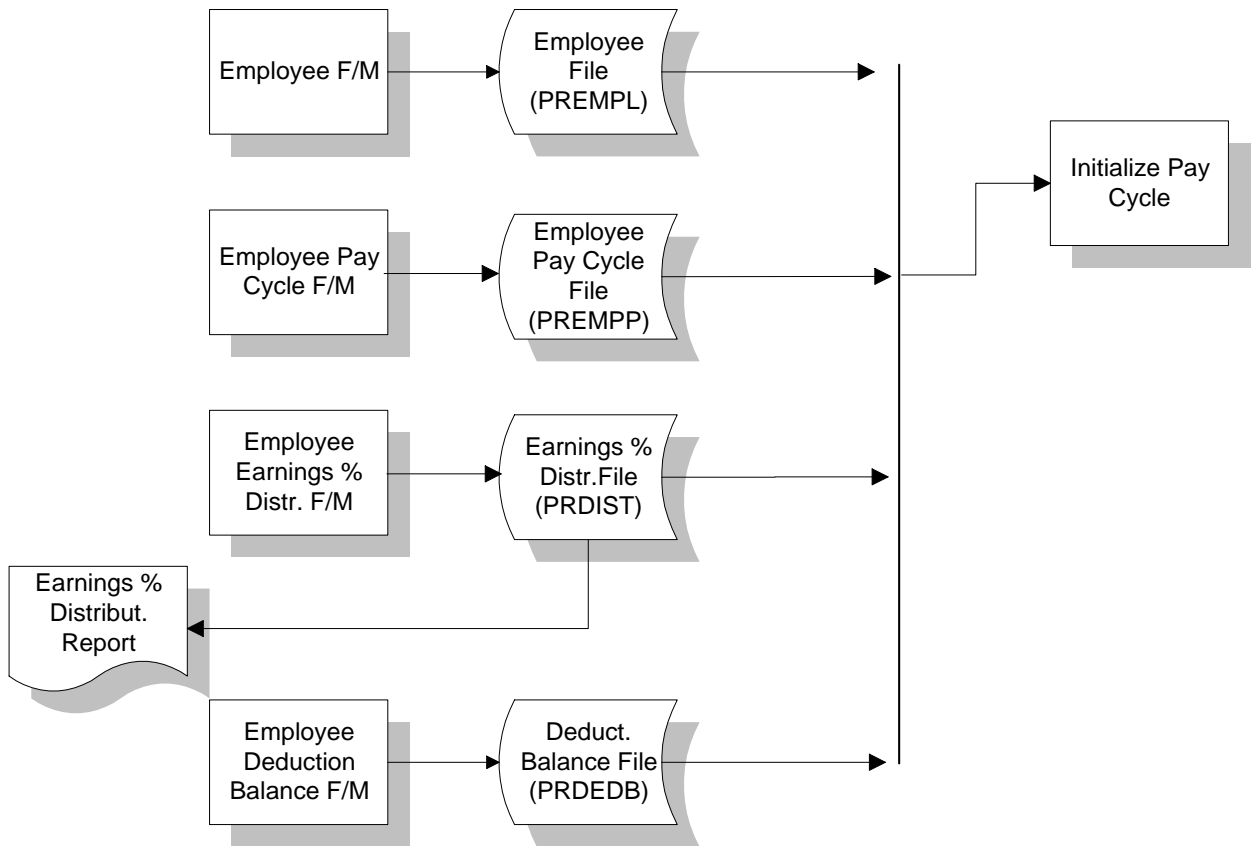 Employee F/M
Employee
File
(PREMPL)
Initialize Pay
Cycle
Employee Pay
Cycle F/M
Employee
Pay Cycle
File
(PREMPP)
Employee
Earnings %
Distr. F/M
Earnings %
Distr.File
(PRDIST)
Earnings %
Distribut.
Report
Employee
Deduction
Balance F/M
Deduct.
Balance File
(PRDEDB)